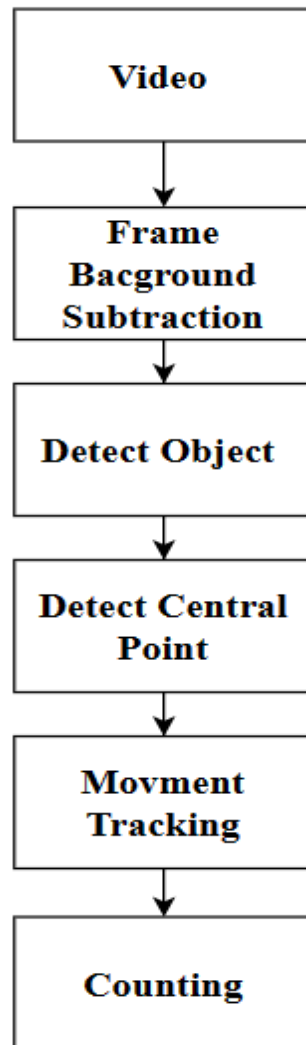 Video
Frame
Bacground
Subtraction
Detect Object
Detect Central
Point
Movment
Tracking
Counting